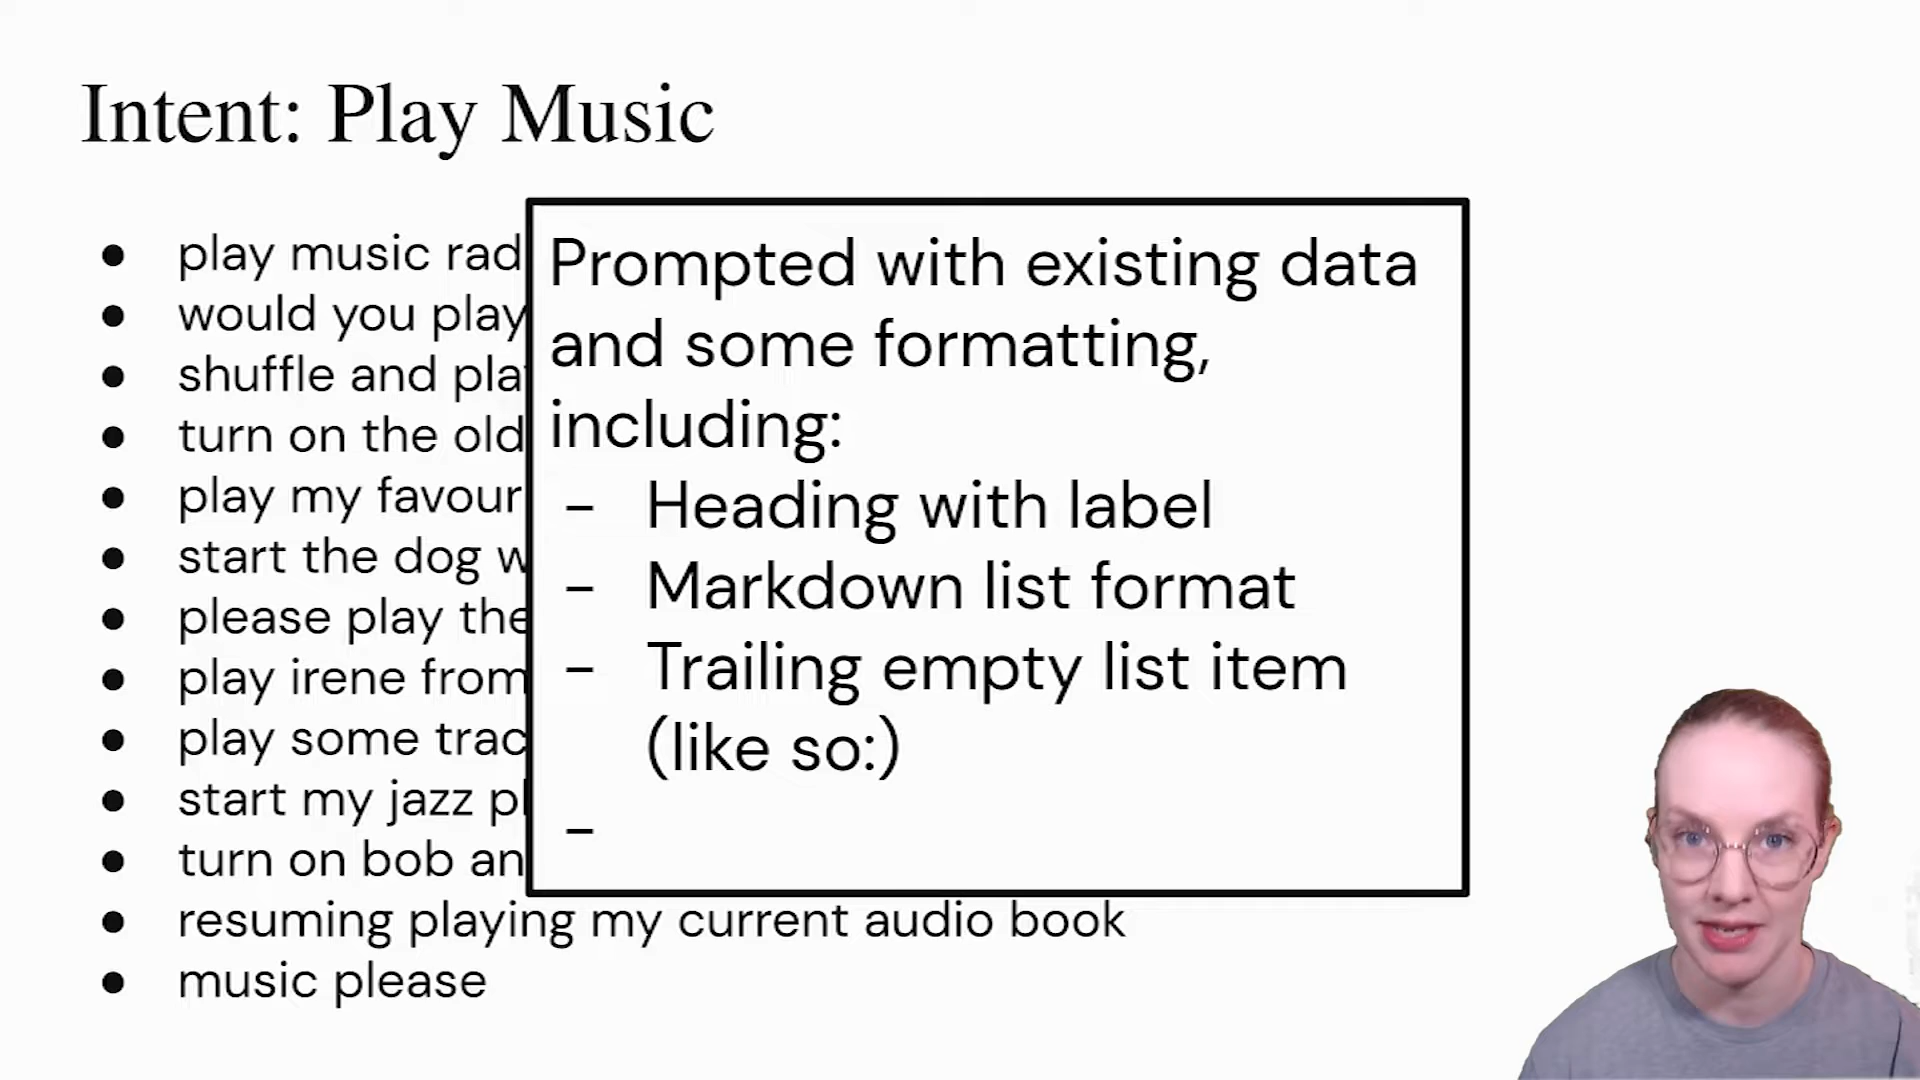 Intent: Play Music
play music rad
would you play
shuffle and pla
turn on the old
play my favour
start the dog w
please play the
play irene from
play some trac
start my jazz pl
turn on bob an
resuming playing my current audio book
music please
Prompted with existing data
and some formatting,
including:
- Heading with label
- Markdown list format
- Trailing empty list item
(like so:)
-